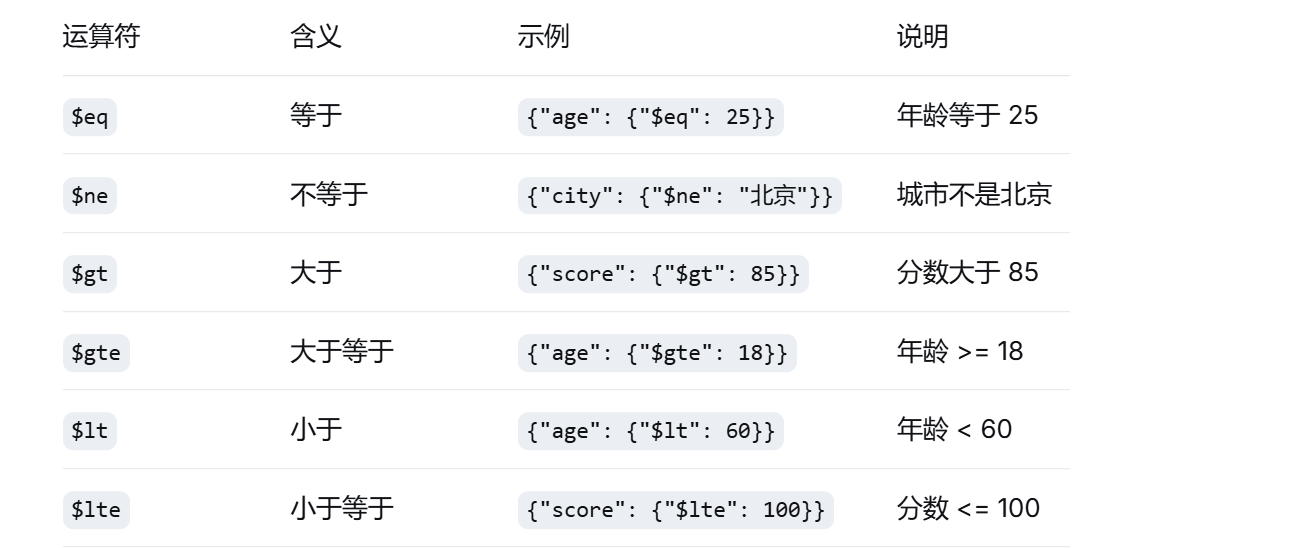 运算符 含义 示例 说明
$eq 等于 {"age": {"$eq": 25}} 年龄等于 25
$ne 不等于 {"city": {"$ne": "北京"}} 城市不是北京
$gt 大于 {"score": {"$gt": 85}} 分数大于 85
$gte 大于等于 {"age": {"$gte": 18}} 年龄 >= 18
$lt 小于 {"age": {"$lt": 60}} 年龄 < 60
$lte 小于等于 {"score": {"$lte": 100}} 分数 <= 100